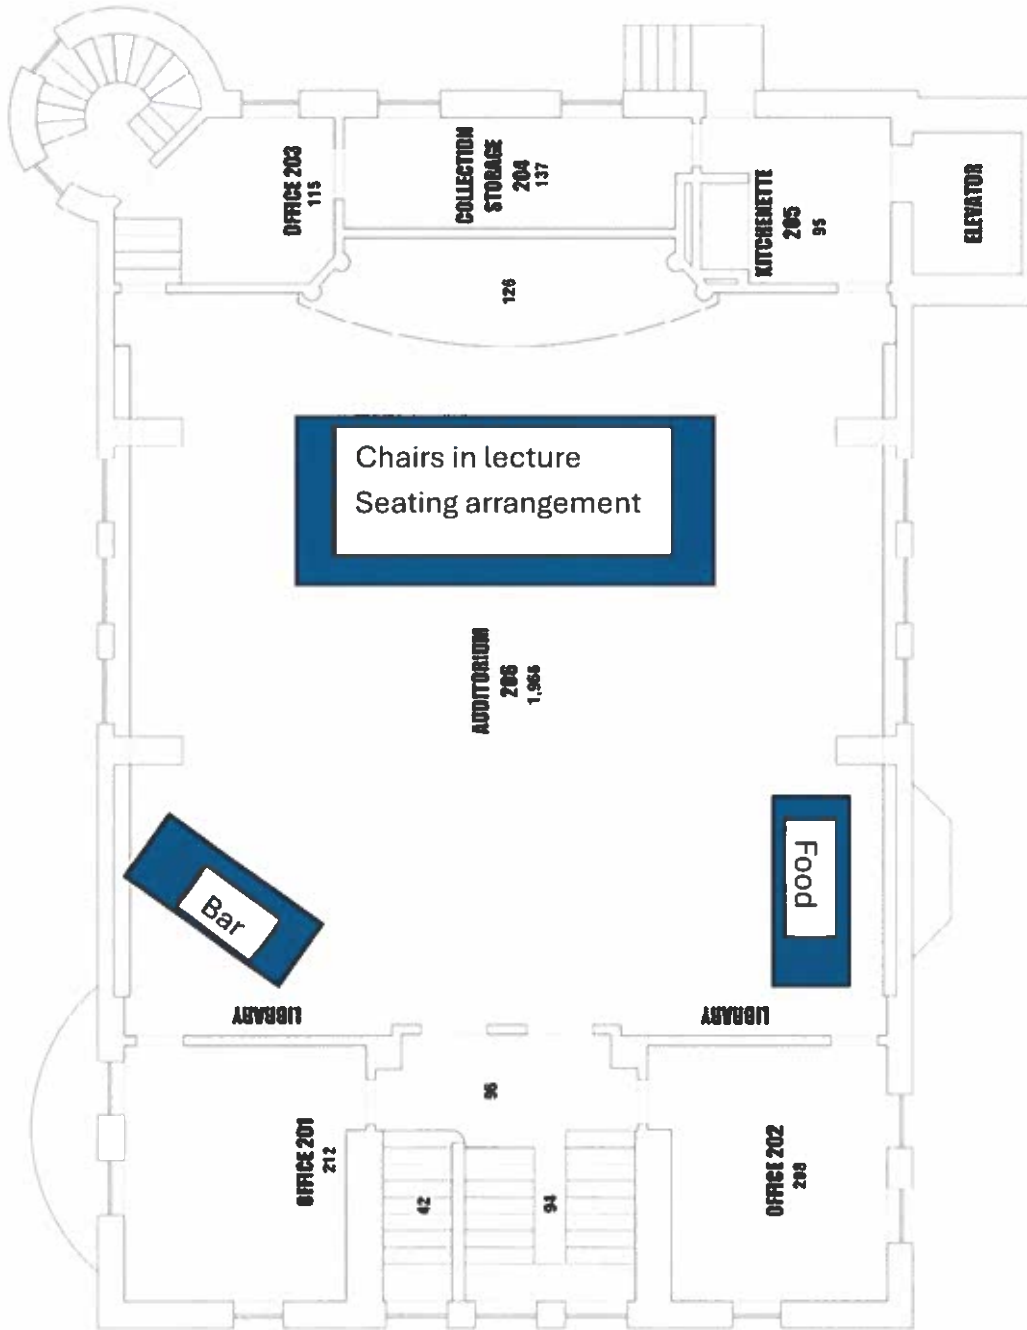 OFFICE 203
115
COLLECTION
STORAGE
204
137
KITCHENETTE
205
95
ELEVATOR
126
Chairs in lecture
Seating arrangement
AUDITORIUM
206
1,966
Bar
Food
LIBRARY
LIBRARY
96
OFFICE 201
212
42
94
OFFICE 202
208